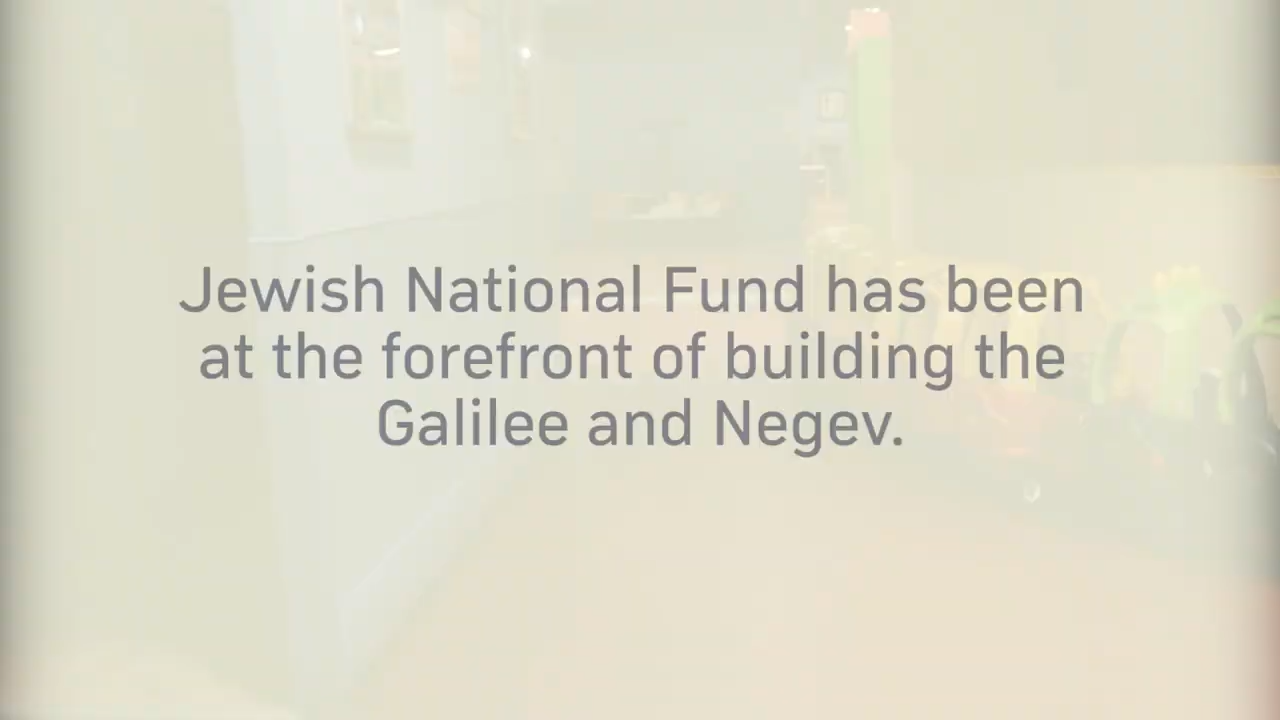 Jewish National Fund has been
at the forefront of building the
Galilee and Negev.